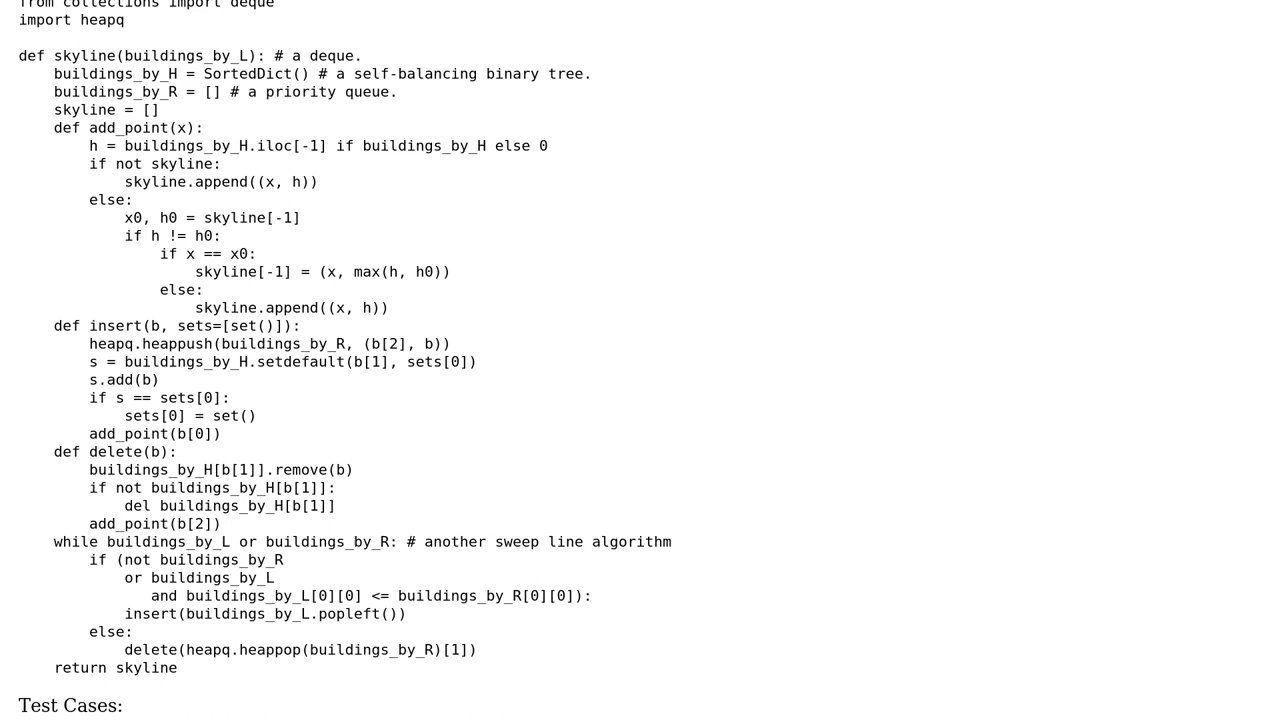 from collections import deque
import heapq

def skyline(buildings_by_L): # a deque.
    buildings_by_H = SortedDict() # a self-balancing binary tree.
    buildings_by_R = [] # a priority queue.
    skyline = []
    def add_point(x):
        h = buildings_by_H.iloc[-1] if buildings_by_H else 0
        if not skyline:
            skyline.append((x, h))
        else:
            x0, h0 = skyline[-1]
            if h != h0:
                if x == x0:
                    skyline[-1] = (x, max(h, h0))
                else:
                    skyline.append((x, h))
    def insert(b, sets=[set()]):
        heapq.heappush(buildings_by_R, (b[2], b))
        s = buildings_by_H.setdefault(b[1], sets[0])
        s.add(b)
        if s == sets[0]:
            sets[0] = set()
        add_point(b[0])
    def delete(b):
        buildings_by_H[b[1]].remove(b)
        if not buildings_by_H[b[1]]:
            del buildings_by_H[b[1]]
        add_point(b[2])
    while buildings_by_L or buildings_by_R: # another sweep line algorithm
        if (not buildings_by_R
            or buildings_by_L
               and buildings_by_L[0][0] <= buildings_by_R[0][0]):
            insert(buildings_by_L.popleft())
        else:
            delete(heapq.heappop(buildings_by_R)[1])
    return skyline

Test Cases: